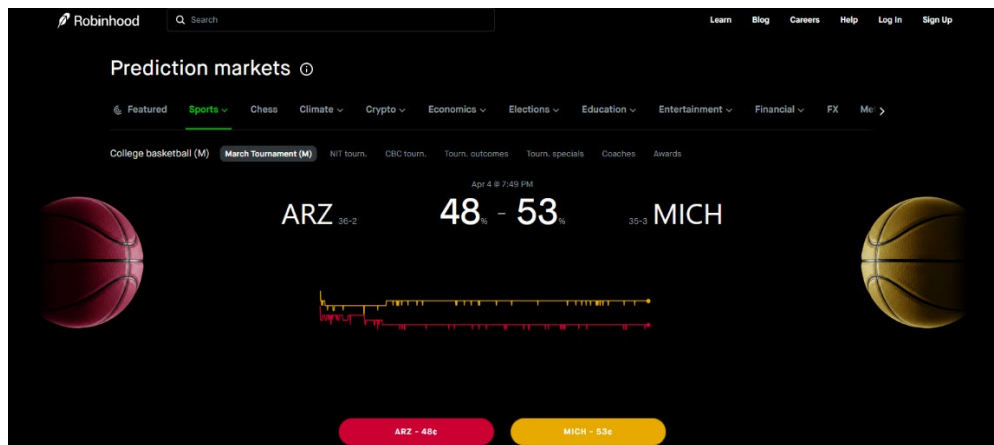 Robinhood Search Learn Blog Careers Help Log In Sign Up
Prediction markets
Featured Sports Chess Climate Crypto Economics Elections Education Entertainment Financial FX
College basketball (M) March Tournament (M) NIT tourn. CBC tourn. Tourn. outcomes Tourn. specials Coaches Awards
Apr 4 @ 7:49 PM
ARZ 36-2 48% - 53% 35-3 MICH
ARZ - 48¢ MICH - 53¢